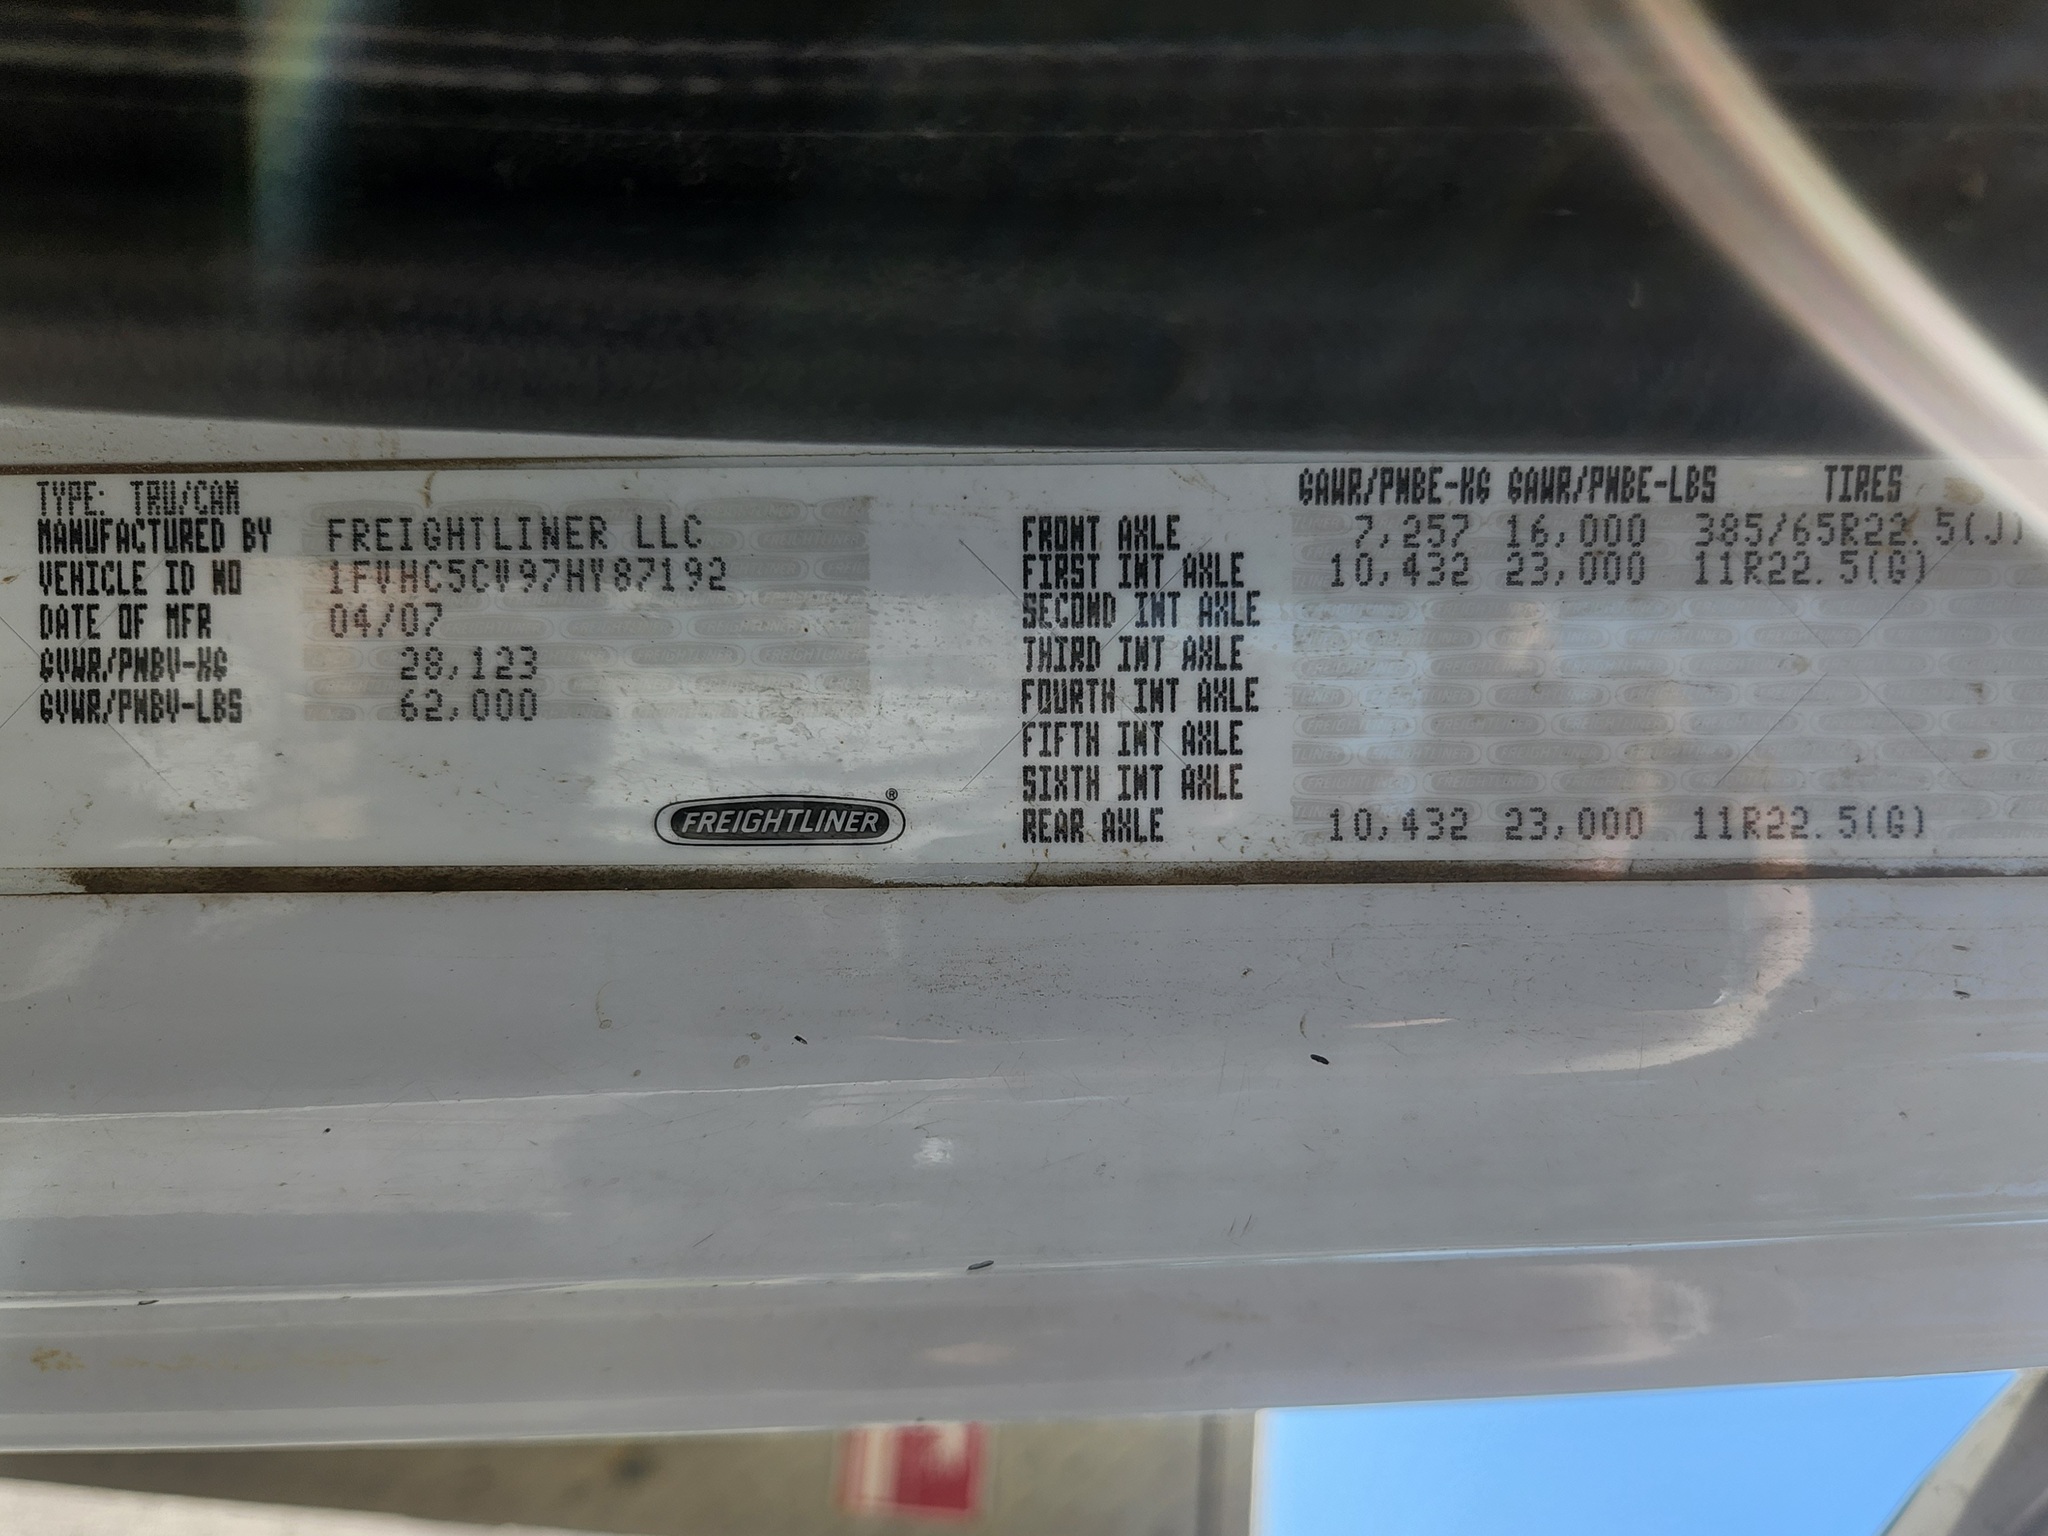 TYPE: TRU/CAM
MANUFACTURED BY FREIGHTLINER LLC
VEHICLE ID NO 1FVHC5CV97HY87192
DATE OF MFR 04/07
GVWR/PNBV-KG 28,123
GVWR/PNBV-LBS 62,000
FREIGHTLINER®
GAWR/PNBE-KG GAWR/PNBE-LBS TIRES
FRONT AXLE 7,257 16,000 385/65R22.5(J)
FIRST INT AXLE 10,432 23,000 11R22.5(G)
SECOND INT AXLE
THIRD INT AXLE
FOURTH INT AXLE
FIFTH INT AXLE
SIXTH INT AXLE
REAR AXLE 10,432 23,000 11R22.5(G)